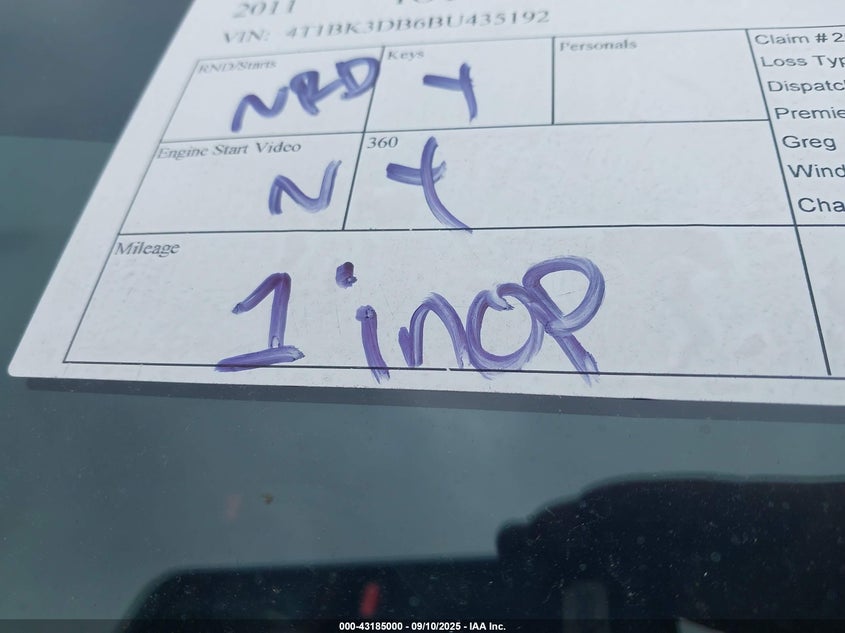 2011
VIN: 4T1BK3DB6BU435192
RND/Starts
NRD
Keys
Y
Personals
Claim # 2
Loss Typ
Dispatch
Premie
Greg
Wind
Cha
Engine Start Video
N
360
Y
Mileage
1 inOP
000-43185000 - 09/10/2025 - IAA Inc.